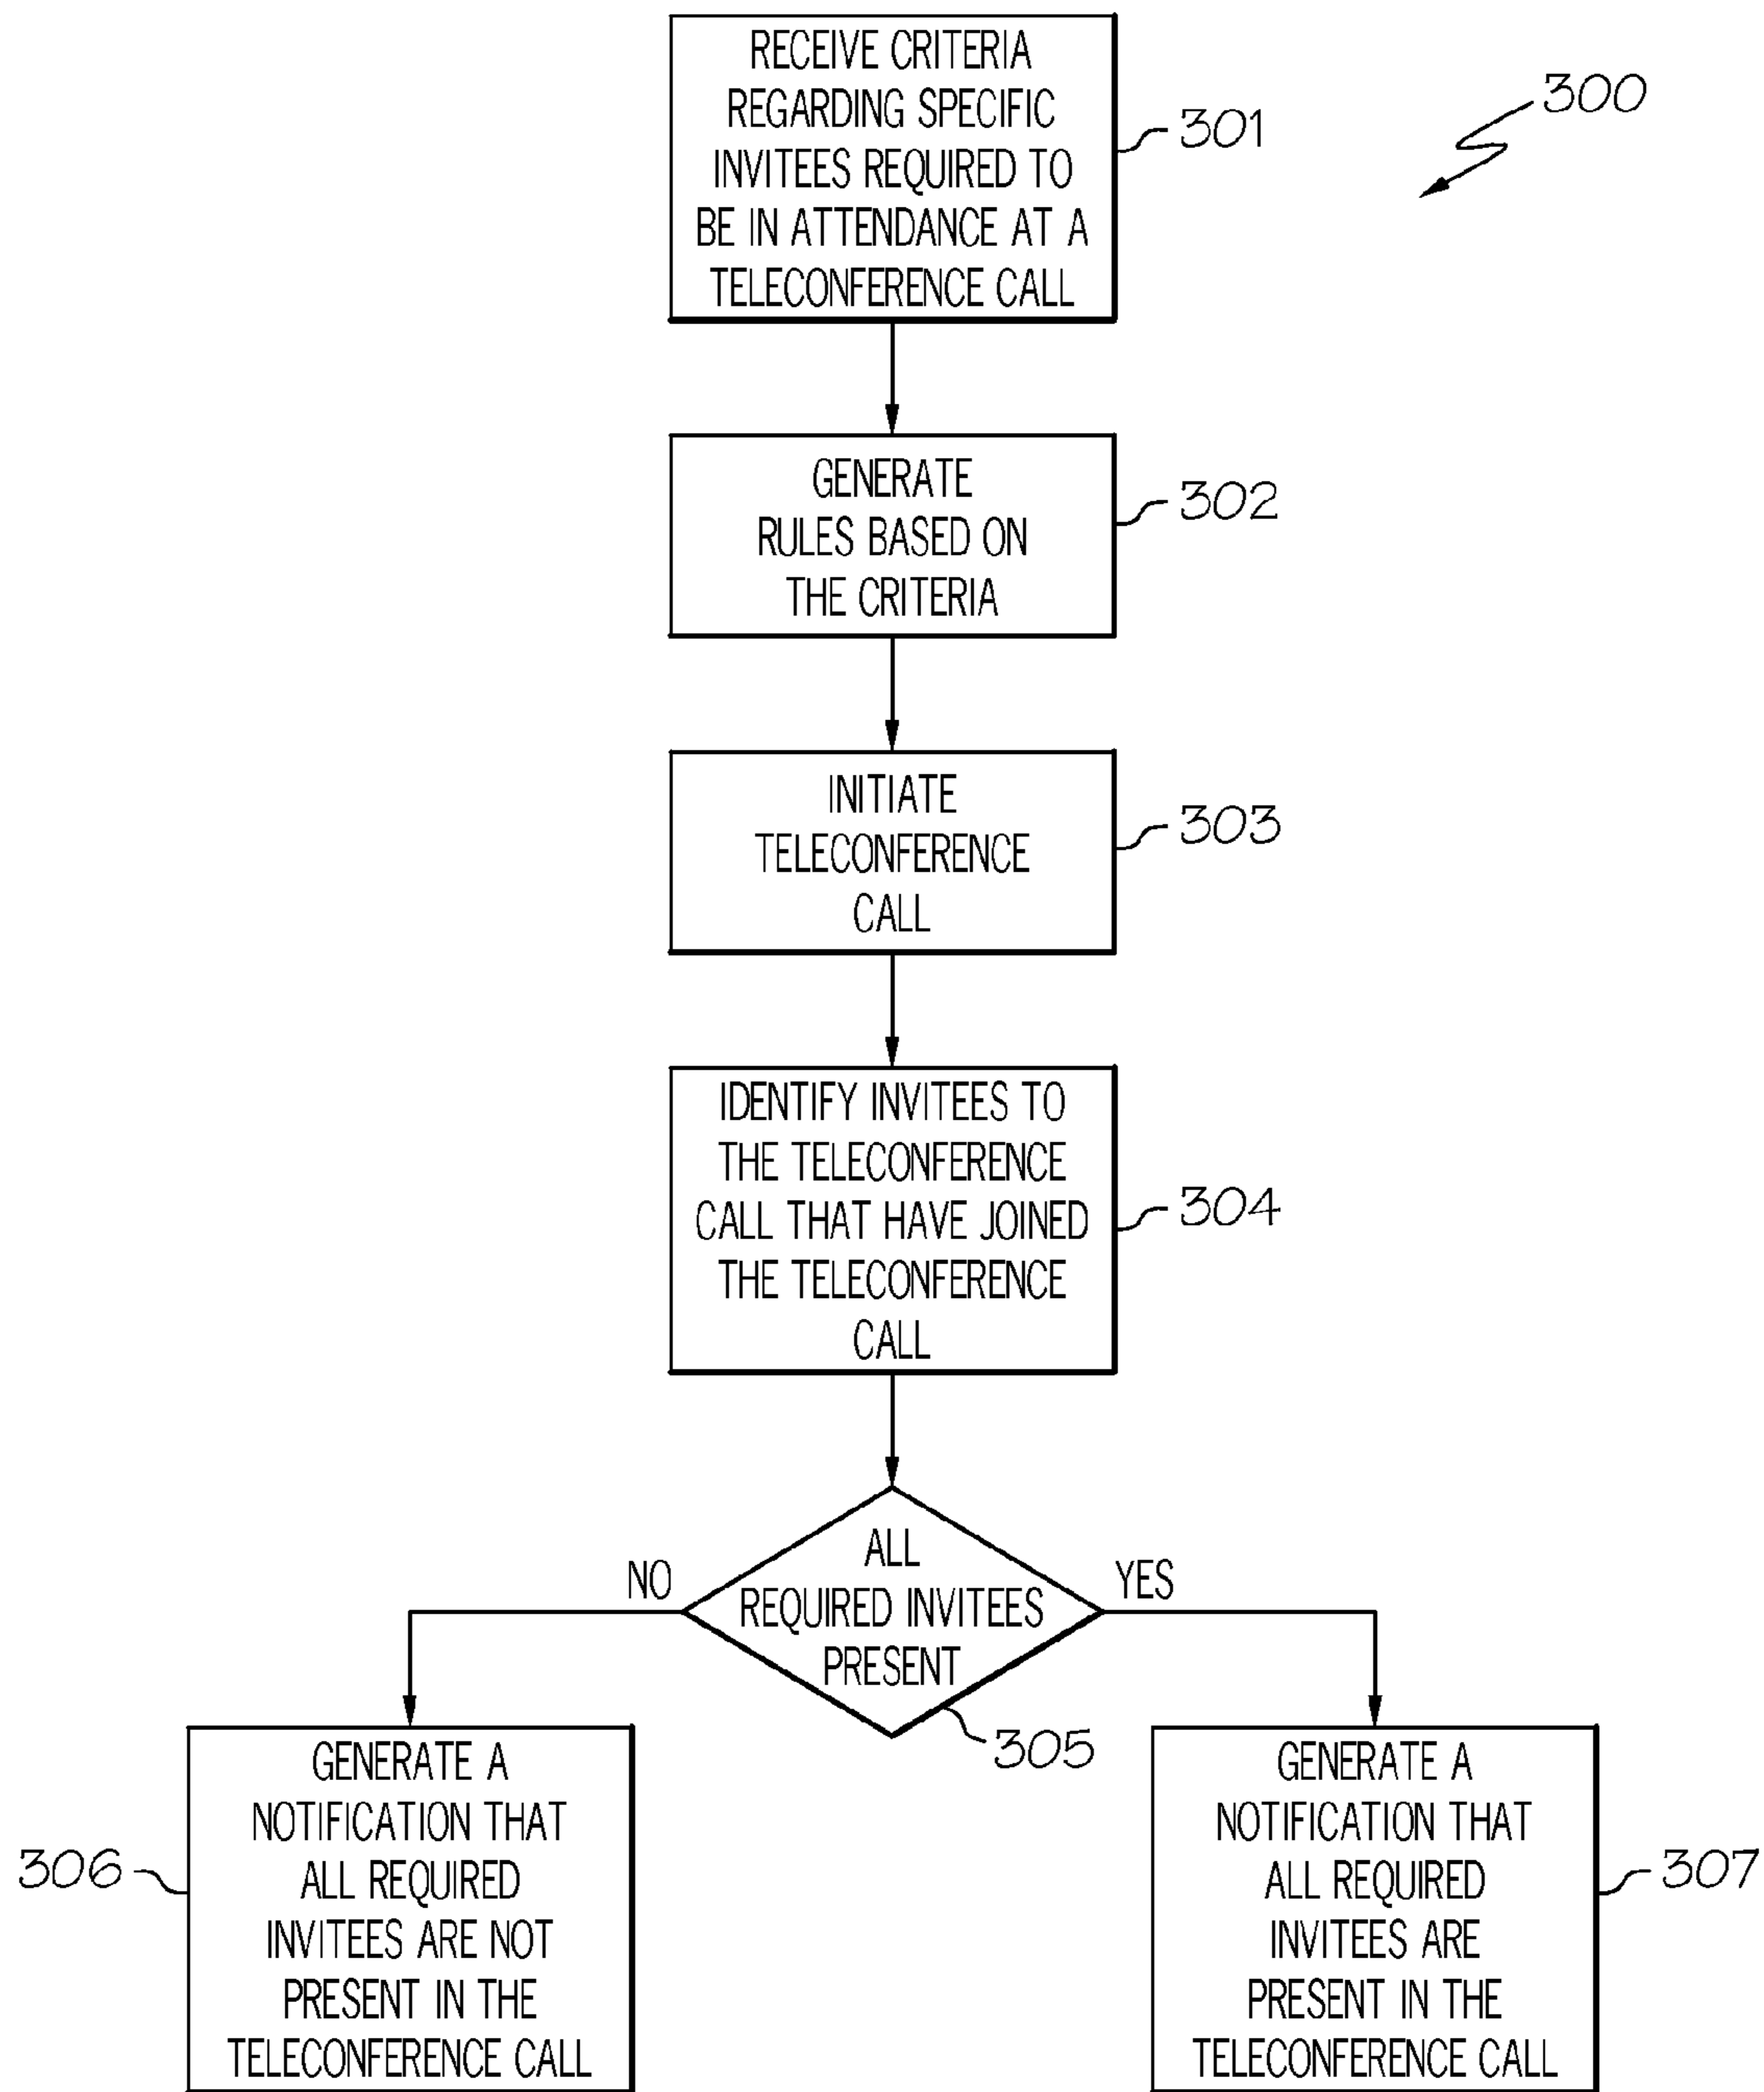 RECEIVE CRITERIA
REGARDING SPECIFIC
INVITEES REQUIRED TO
BE IN ATTENDANCE AT A
TELECONFERENCE CALL
301
300
GENERATE
RULES BASED ON
THE CRITERIA
302
INITIATE
TELECONFERENCE
CALL
303
IDENTIFY INVITEES TO
THE TELECONFERENCE
CALL THAT HAVE JOINED
THE TELECONFERENCE
CALL
304
ALL
REQUIRED INVITEES
PRESENT
NO
YES
305
GENERATE A
NOTIFICATION THAT
ALL REQUIRED
INVITEES ARE NOT
PRESENT IN THE
TELECONFERENCE CALL
306
GENERATE A
NOTIFICATION THAT
ALL REQUIRED
INVITEES ARE
PRESENT IN THE
TELECONFERENCE CALL
307